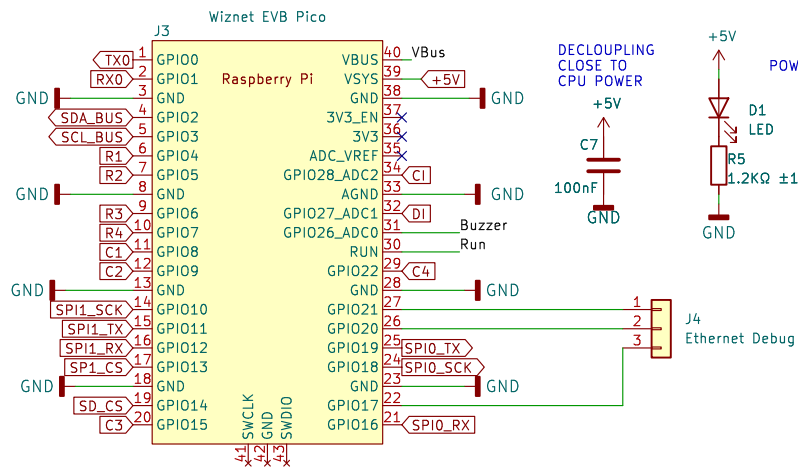 Wiznet EVB Pico
J3
Raspberry Pi
TX0 1 GPIO0
RX0 2 GPIO1
GND 3 GND
SDA_BUS 4 GPIO2
SCL_BUS 5 GPIO3
R1 6 GPIO4
R2 7 GPIO5
GND 8 GND
R3 9 GPIO6
R4 10 GPIO7
C1 11 GPIO8
C2 12 GPIO9
GND 13 GND
SPI1_SCK 14 GPIO10
SPI1_TX 15 GPIO11
SPI1_RX 16 GPIO12
SP1_CS 17 GPIO13
GND 18 GND
SD_CS 19 GPIO14
C3 20 GPIO15
VBUS 40 VBus
VSYS 39 +5V
GND 38 GND
3V3_EN 37
3V3 36
ADC_VREF 35
GPIO28_ADC2 34 CI
AGND 33 GND
GPIO27_ADC1 32 DI
GPIO26_ADC0 31 Buzzer
RUN 30 Run
GPIO22 29 C4
GND 28 GND
GPIO21 27
GPIO20 26
GPIO19 25 SPI0_TX
GPIO18 24 SPI0_SCK
GND 23 GND
GPIO17 22
GPIO16 21 SPI0_RX
SWCLK 41
GND 42
SWDIO 43
1
2
3
J4
Ethernet Debug
DECLOUPLING
CLOSE TO
CPU POWER
+5V
C7
100nF
GND
+5V
POW
D1
LED
R5
1.2KΩ ±1
GND